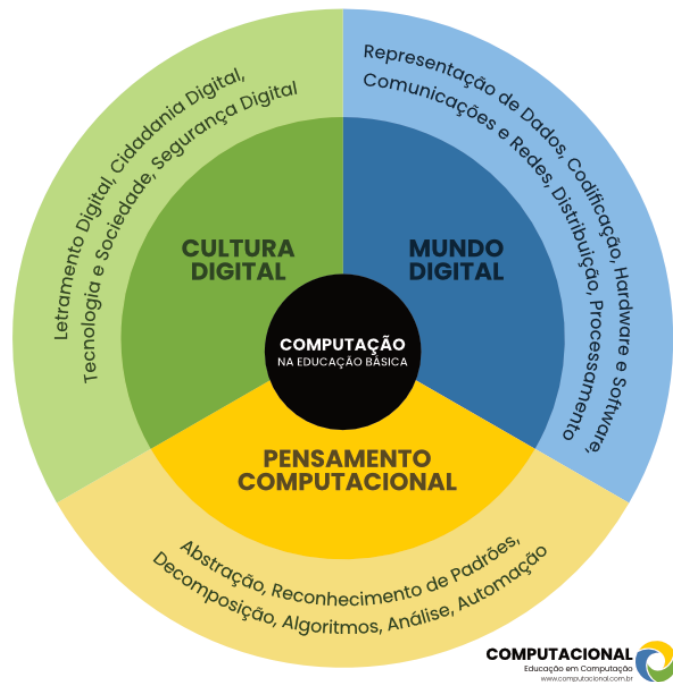 Letramento Digital, Cidadania Digital,
Tecnologia e Sociedade, Segurança Digital
Representação de Dados, Codificação, Hardware e Software,
Comunicações e Redes, Distribuição, Processamento
CULTURA
DIGITAL
MUNDO
DIGITAL
COMPUTAÇÃO
NA EDUCAÇÃO BÁSICA
PENSAMENTO
COMPUTACIONAL
Abstração, Reconhecimento de Padrões,
Decomposição, Algoritmos, Análise, Automação
COMPUTACIONAL
Educação em Computação
www.computacional.com.br